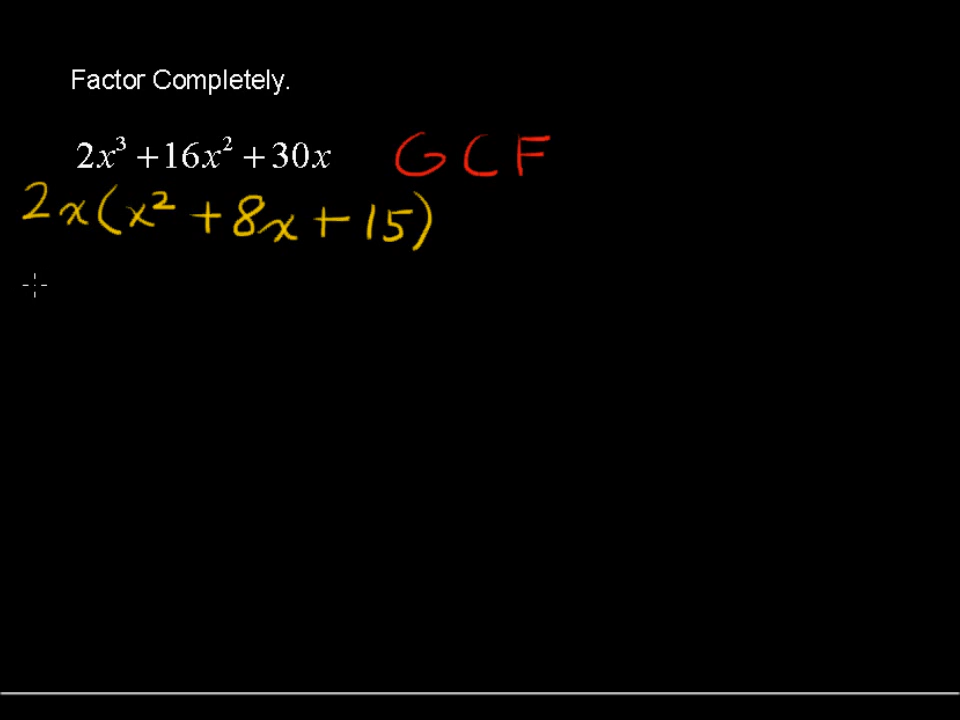 Factor Completely.
2x³ + 16x² + 30x GCF
2x(x² + 8x + 15)